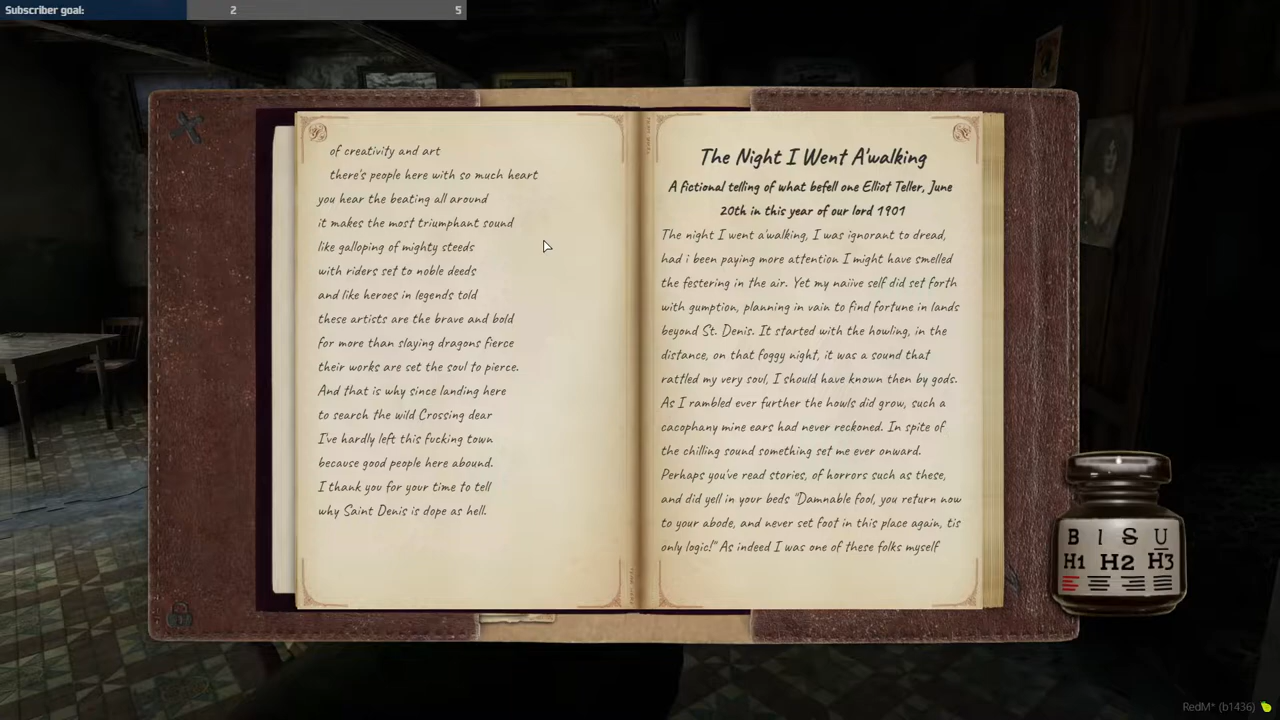 Subscriber goal: 2 5
of creativity and art
there's people here with so much heart
you hear the beating all around
it makes the most triumphant sound
like galloping of mighty steeds
with riders set to noble deeds
and like heroes in legends told
these artists are the brave and bold
for more than slaying dragons fierce
their works are set the soul to pierce.
And that is why since landing here
to search the wild Crossing dear
I've hardly left this fucking town
because good people here abound.
I thank you for your time to tell
why Saint Denis is dope as hell.
The Night I Went A'walking
A fictional telling of what befell one Elliot Teller, June
20th in this year of our lord 1901
The night I went a'walking, I was ignorant to dread,
had i been paying more attention I might have smelled
the festering in the air. Yet my naiive self did set forth
with gumption, planning in vain to find fortune in lands
beyond St. Denis. It started with the howling, in the
distance, on that foggy night, it was a sound that
rattled my very soul, I should have known then by gods.
As I rambled ever further the howls did grow, such a
cacophany mine ears had never reckoned. In spite of
the chilling sound something set me ever onward.
Perhaps you've read stories, of horrors such as these,
and did yell in your beds "Damnable fool, you return now
to your abode, and never set foot in this place again, tis
only logic!" As indeed I was one of these folks myself
B I S U
H1 H2 H3
RedM* (b1436)